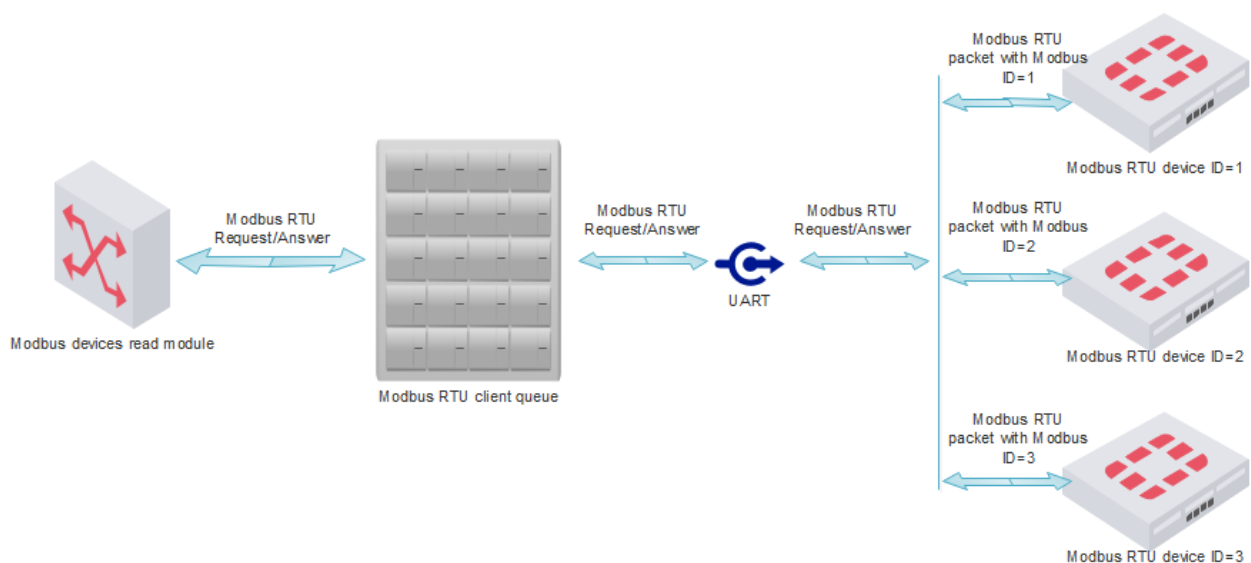 Modbus devices read module
Modbus RTU
Request/Answer
Modbus RTU client queue
Modbus RTU
Request/Answer
UART
Modbus RTU
Request/Answer
Modbus RTU
packet with Modbus
ID=1
Modbus RTU device ID=1
Modbus RTU
packet with Modbus
ID=2
Modbus RTU device ID=2
Modbus RTU
packet with Modbus
ID=3
Modbus RTU device ID=3